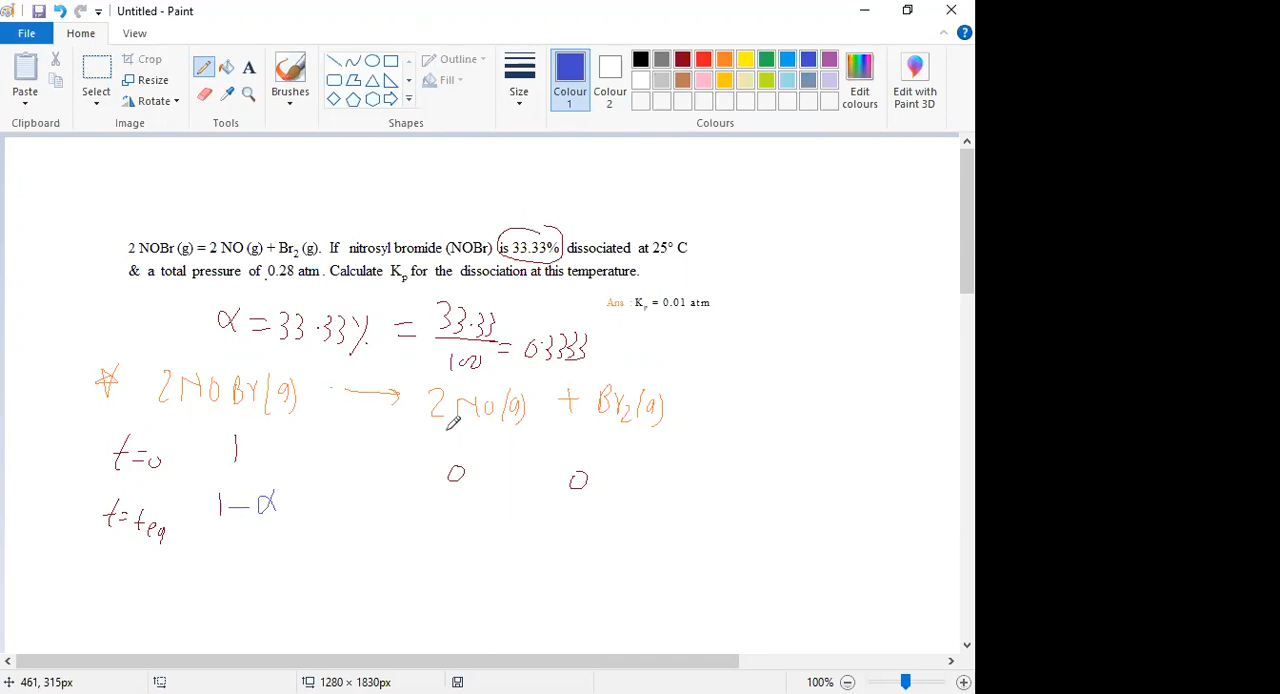 Untitled - Paint
File Home View
Paste
Select
Crop
Resize
Rotate
Brushes
Outline
Fill
Size
Colour 1
Colour 2
Edit colours
Edit with Paint 3D
Clipboard Image Tools Shapes Colours
2 NOBr (g) = 2 NO (g) + Br₂ (g). If nitrosyl bromide (NOBr) is 33.33% dissociated at 25° C
& a total pressure of 0.28 atm . Calculate Kₚ for the dissociation at this temperature.
Ans : Kₚ = 0.01 atm
α = 33.33% = 33.33/100 = 0.3333
2NOBr(g) → 2NO(g) + Br₂(g)
t=0 1 0 0
t=teq 1-α
461, 315px
1280 × 1830px
100%